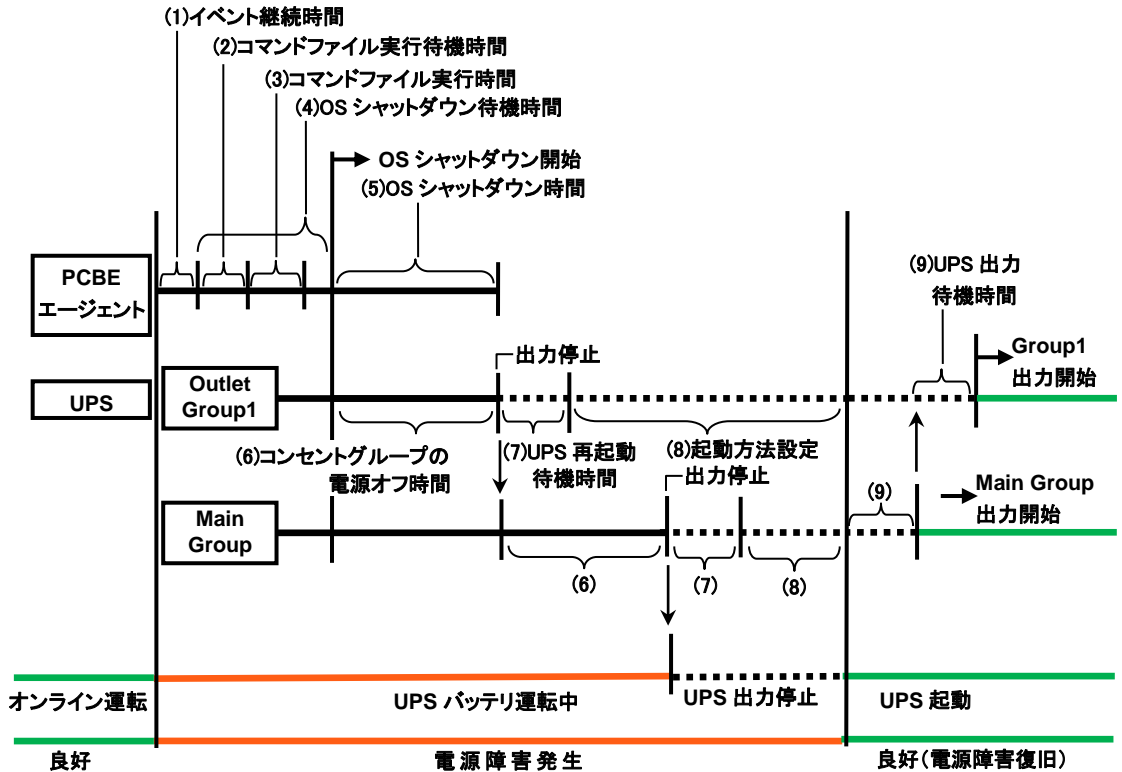 (1)イベント継続時間
(2)コマンドファイル実行待機時間
(3)コマンドファイル実行時間
(4)OS シャットダウン待機時間
OS シャットダウン開始
(5)OS シャットダウン時間
PCBE
エージェント
(9)UPS 出力
待機時間
出力停止
Group1
出力開始
UPS
Outlet
Group1
(6)コンセントグループの
電源オフ時間
(7)UPS 再起動
待機時間
(8)起動方法設定
出力停止
(9)
Main Group
出力開始
Main
Group
(6)
(7)
(8)
オンライン運転
UPS バッテリ運転中
UPS 出力停止
UPS 起動
良好
電源障害発生
良好(電源障害復旧)